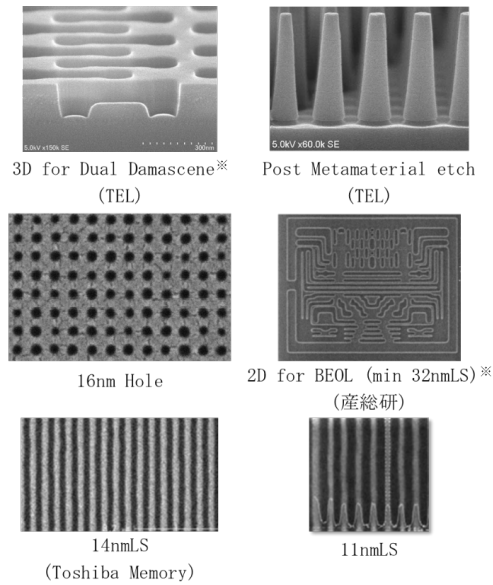 5.0kV x150k SE
300nm
5.0kV x60.0k SE
3D for Dual Damascene※
Post Metamaterial etch
(TEL)
(TEL)
16nm Hole
2D for BEOL (min 32nmLS)※
(産総研)
14nmLS
11nmLS
(Toshiba Memory)